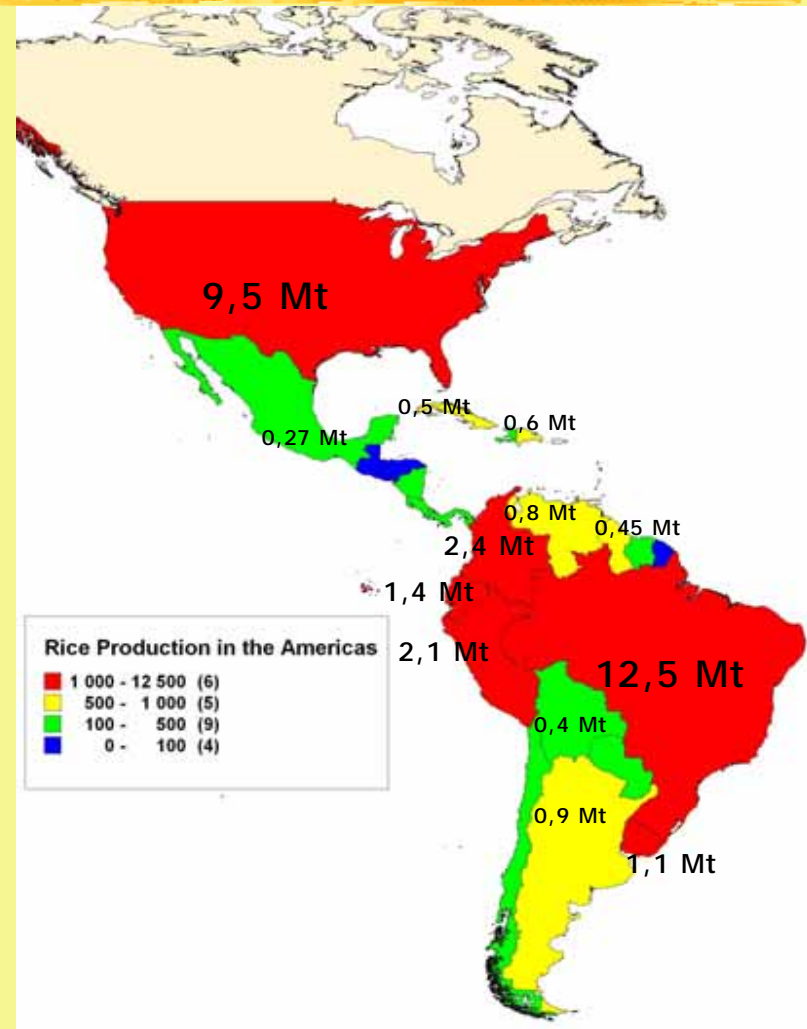 9,5 Mt
0,5 Mt
0,6 Mt
0,27 Mt
0,8 Mt
0,45 Mt
2,4 Mt
1,4 Mt
2,1 Mt
12,5 Mt
0,4 Mt
0,9 Mt
1,1 Mt
Rice Production in the Americas
1 000 - 12 500 (6)
500 - 1 000 (5)
100 - 500 (9)
0 - 100 (4)